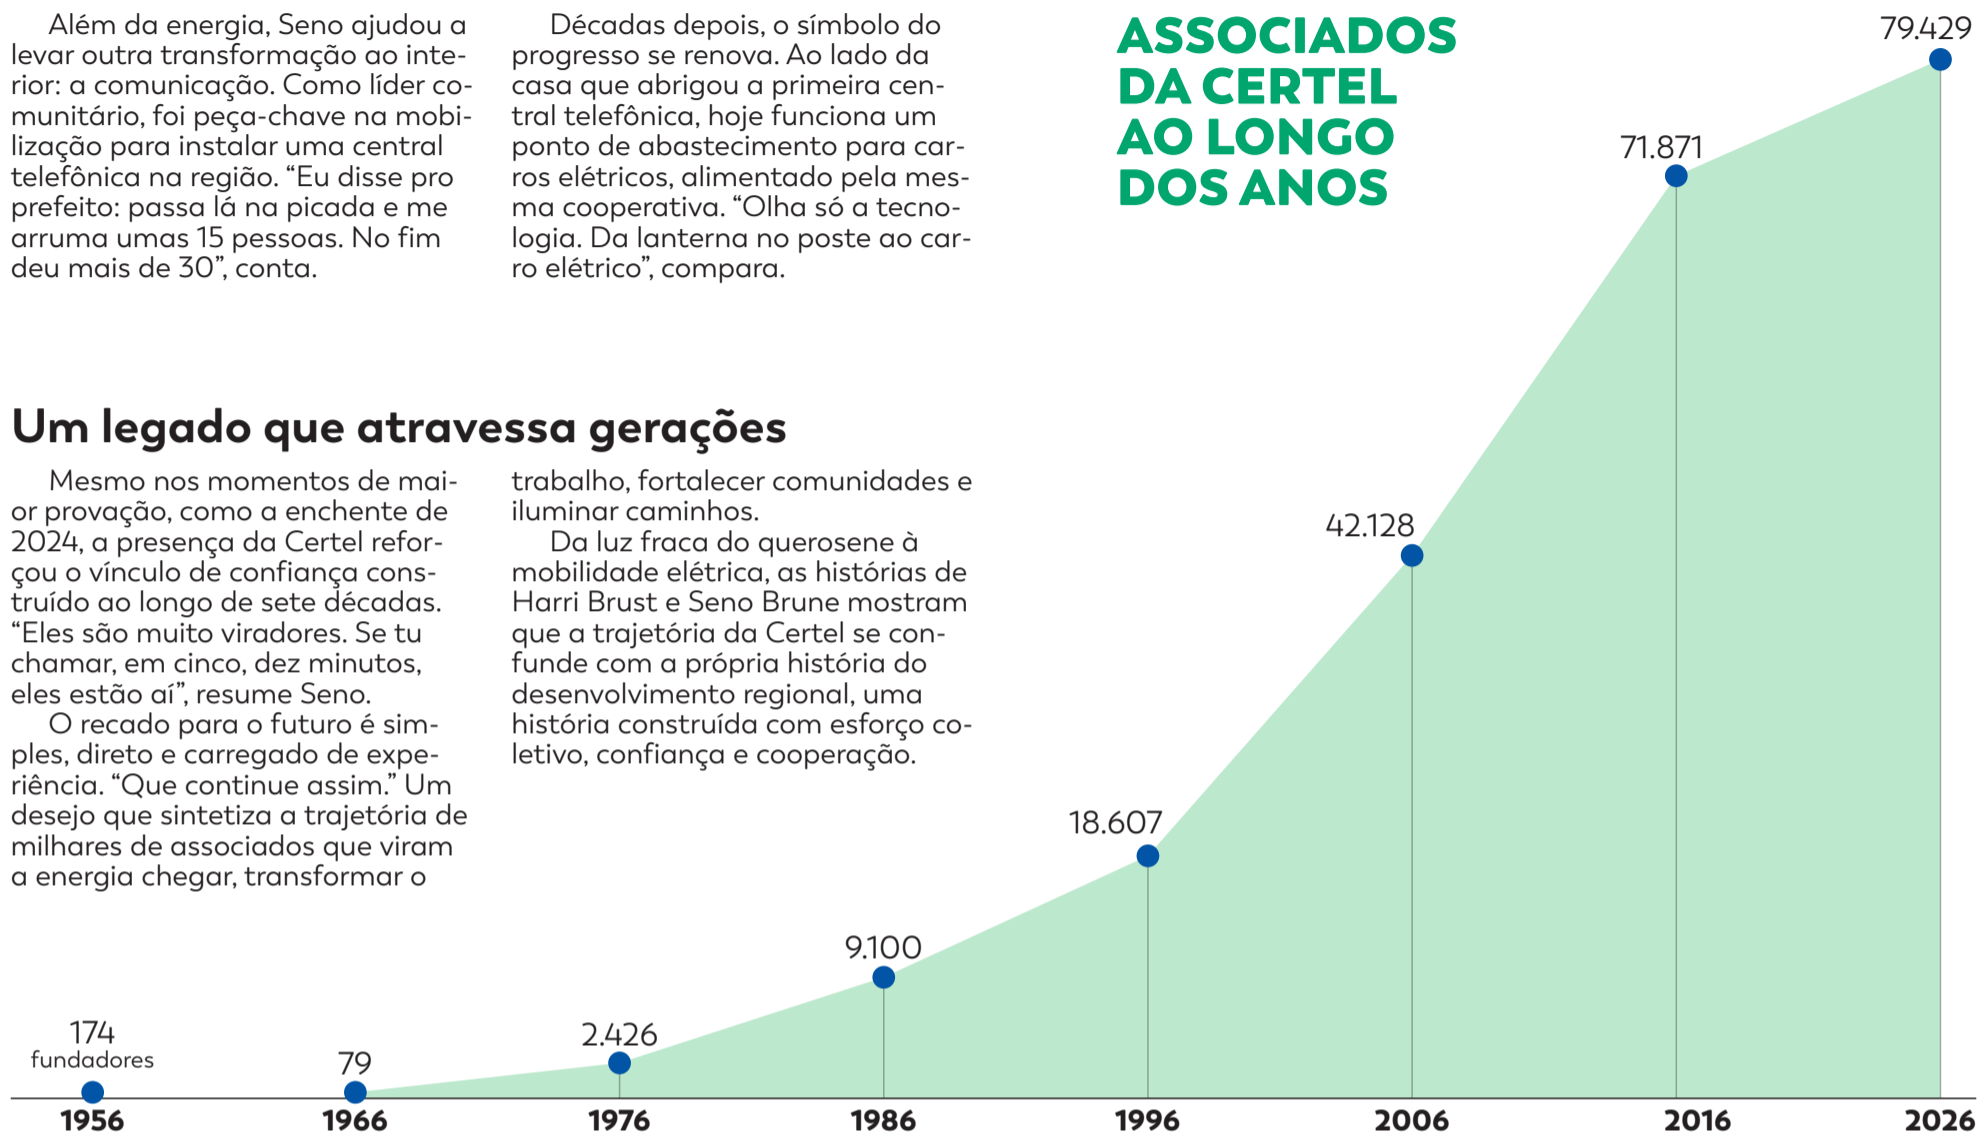 Além da energia, Seno ajudou a
levar outra transformação ao inte-
rior: a comunicação. Como líder co-
munitário, foi peça-chave na mobi-
lização para instalar uma central
telefônica na região. “Eu disse pro
prefeito: passa lá na picada e me
arruma umas 15 pessoas. No fim
deu mais de 30”, conta.
Décadas depois, o símbolo do
progresso se renova. Ao lado da
casa que abrigou a primeira cen-
tral telefônica, hoje funciona um
ponto de abastecimento para car-
ros elétricos, alimentado pela mes-
ma cooperativa. “Olha só a tecno-
logia. Da lanterna no poste ao car-
ro elétrico”, compara.
Um legado que atravessa gerações
Mesmo nos momentos de mai-
or provação, como a enchente de
2024, a presença da Certel refor-
çou o vínculo de confiança cons-
truído ao longo de sete décadas.
“Eles são muito viradores. Se tu
chamar, em cinco, dez minutos,
eles estão aí”, resume Seno.
O recado para o futuro é sim-
ples, direto e carregado de expe-
riência. “Que continue assim.” Um
desejo que sintetiza a trajetória de
milhares de associados que viram
a energia chegar, transformar o
trabalho, fortalecer comunidades e
iluminar caminhos.
Da luz fraca do querosene à
mobilidade elétrica, as histórias de
Harri Brust e Seno Brune mostram
que a trajetória da Certel se con-
funde com a própria história do
desenvolvimento regional, uma
história construída com esforço co-
letivo, confiança e cooperação.
ASSOCIADOS
DA CERTEL
AO LONGO
DOS ANOS
174
fundadores
79
2.426
9.100
18.607
42.128
71.871
79.429
1956
1966
1976
1986
1996
2006
2016
2026